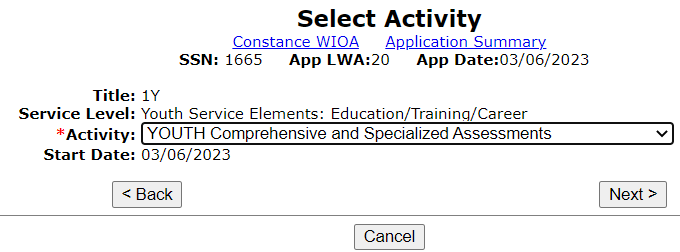 Select Activity
Constance WIOA Application Summary
SSN: 1665 App LWA:20 App Date:03/06/2023
Title: 1Y
Service Level: Youth Service Elements: Education/Training/Career
*Activity: YOUTH Comprehensive and Specialized Assessments
Start Date: 03/06/2023
< Back Next >
Cancel